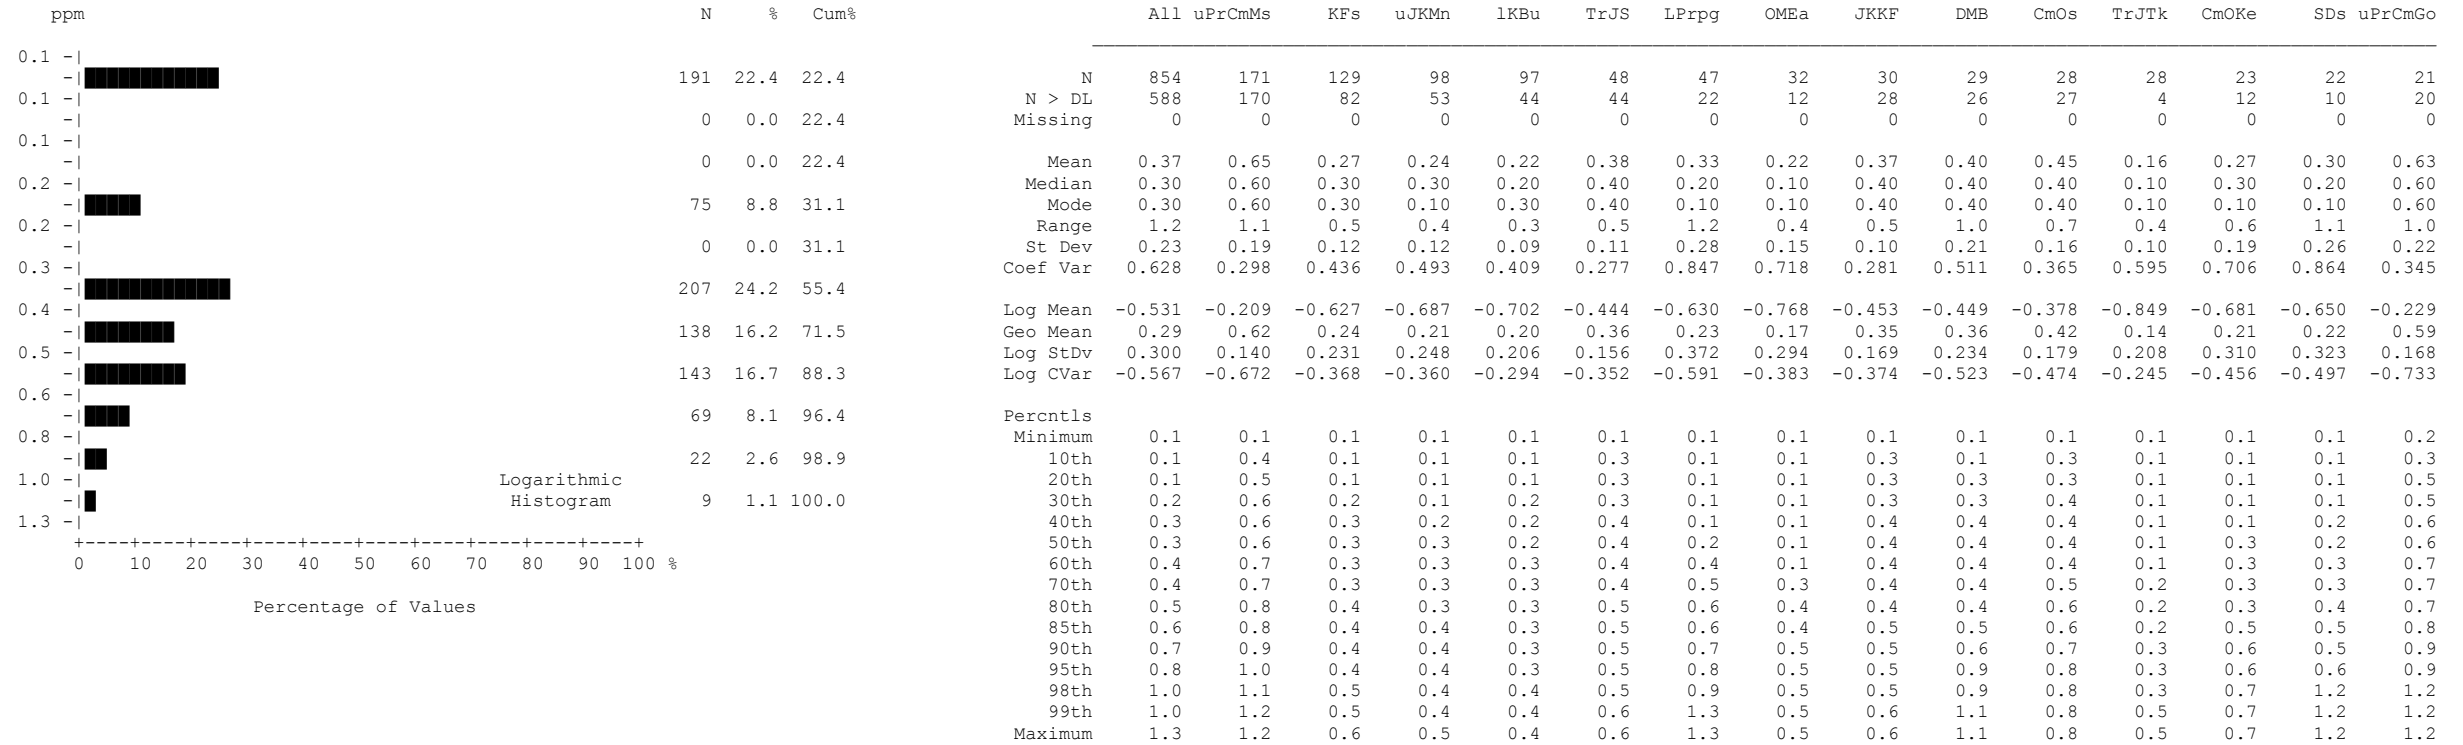 ppm N % Cum%
0.1 -|
-| 191 22.4 22.4
0.1 -|
-| 0 0.0 22.4
0.1 -|
-| 0 0.0 22.4
0.2 -|
-| 75 8.8 31.1
0.2 -|
-| 0 0.0 31.1
0.3 -|
-| 207 24.2 55.4
0.4 -|
-| 138 16.2 71.5
0.5 -|
-| 143 16.7 88.3
0.6 -|
-| 69 8.1 96.4
0.8 -|
-| 22 2.6 98.9
1.0 -| Logarithmic
-| Histogram 9 1.1 100.0
1.3 -|
+----+----+----+----+----+----+----+----+----+----+
0 10 20 30 40 50 60 70 80 90 100 %
Percentage of Values
All uPrCmMs KFs uJKMn lKBu TrJS LPrpg OMEa JKKF DMB CmOs TrJTk CmOKe SDs uPrCmGo
N 854 171 129 98 97 48 47 32 30 29 28 28 23 22 21
N > DL 588 170 82 53 44 44 22 12 28 26 27 4 12 10 20
Missing 0 0 0 0 0 0 0 0 0 0 0 0 0 0 0
Mean 0.37 0.65 0.27 0.24 0.22 0.38 0.33 0.22 0.37 0.40 0.45 0.16 0.27 0.30 0.63
Median 0.30 0.60 0.30 0.30 0.20 0.40 0.20 0.10 0.40 0.40 0.40 0.10 0.30 0.20 0.60
Mode 0.30 0.60 0.30 0.10 0.30 0.40 0.10 0.10 0.40 0.40 0.40 0.10 0.10 0.10 0.60
Range 1.2 1.1 0.5 0.4 0.3 0.5 1.2 0.4 0.5 1.0 0.7 0.4 0.6 1.1 1.0
St Dev 0.23 0.19 0.12 0.12 0.09 0.11 0.28 0.15 0.10 0.21 0.16 0.10 0.19 0.26 0.22
Coef Var 0.628 0.298 0.436 0.493 0.409 0.277 0.847 0.718 0.281 0.511 0.365 0.595 0.706 0.864 0.345
Log Mean -0.531 -0.209 -0.627 -0.687 -0.702 -0.444 -0.630 -0.768 -0.453 -0.449 -0.378 -0.849 -0.681 -0.650 -0.229
Geo Mean 0.29 0.62 0.24 0.21 0.20 0.36 0.23 0.17 0.35 0.36 0.42 0.14 0.21 0.22 0.59
Log StDv 0.300 0.140 0.231 0.248 0.206 0.156 0.372 0.294 0.169 0.234 0.179 0.208 0.310 0.323 0.168
Log CVar -0.567 -0.672 -0.368 -0.360 -0.294 -0.352 -0.591 -0.383 -0.374 -0.523 -0.474 -0.245 -0.456 -0.497 -0.733
Percntls
Minimum 0.1 0.1 0.1 0.1 0.1 0.1 0.1 0.1 0.1 0.1 0.1 0.1 0.1 0.1 0.2
10th 0.1 0.4 0.1 0.1 0.1 0.3 0.1 0.1 0.3 0.1 0.3 0.1 0.1 0.1 0.3
20th 0.1 0.5 0.1 0.1 0.1 0.3 0.1 0.1 0.3 0.3 0.3 0.1 0.1 0.1 0.5
30th 0.2 0.6 0.2 0.1 0.2 0.3 0.1 0.1 0.3 0.3 0.4 0.1 0.1 0.1 0.5
40th 0.3 0.6 0.3 0.2 0.2 0.4 0.1 0.1 0.4 0.4 0.4 0.1 0.1 0.2 0.6
50th 0.3 0.6 0.3 0.3 0.2 0.4 0.2 0.1 0.4 0.4 0.4 0.1 0.3 0.2 0.6
60th 0.4 0.7 0.3 0.3 0.3 0.4 0.4 0.1 0.4 0.4 0.4 0.1 0.3 0.3 0.7
70th 0.4 0.7 0.3 0.3 0.3 0.4 0.5 0.3 0.4 0.4 0.5 0.2 0.3 0.3 0.7
80th 0.5 0.8 0.4 0.3 0.3 0.5 0.6 0.4 0.4 0.4 0.6 0.2 0.3 0.4 0.7
85th 0.6 0.8 0.4 0.4 0.3 0.5 0.6 0.4 0.5 0.5 0.6 0.2 0.5 0.5 0.8
90th 0.7 0.9 0.4 0.4 0.3 0.5 0.7 0.5 0.5 0.6 0.7 0.3 0.6 0.5 0.9
95th 0.8 1.0 0.4 0.4 0.3 0.5 0.8 0.5 0.5 0.9 0.8 0.3 0.6 0.6 0.9
98th 1.0 1.1 0.5 0.4 0.4 0.5 0.9 0.5 0.5 0.9 0.8 0.3 0.7 1.2 1.2
99th 1.0 1.2 0.5 0.4 0.4 0.6 1.3 0.5 0.6 1.1 0.8 0.5 0.7 1.2 1.2
Maximum 1.3 1.2 0.6 0.5 0.4 0.6 1.3 0.5 0.6 1.1 0.8 0.5 0.7 1.2 1.2